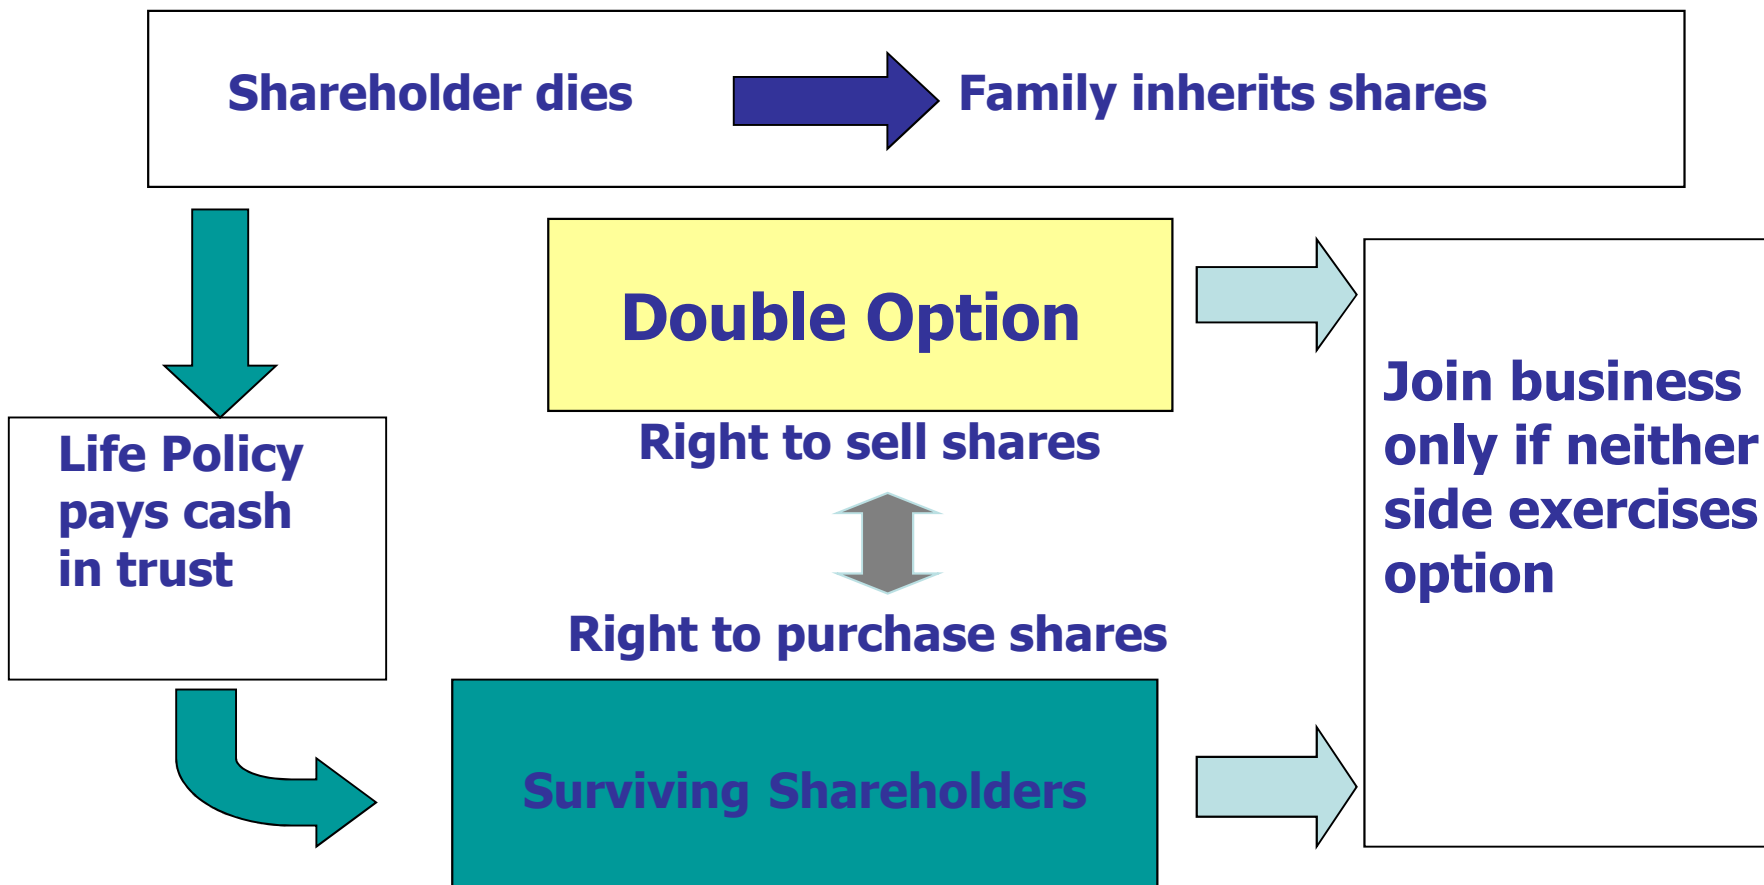 Shareholder dies
Family inherits shares
Double Option
Right to sell shares
Life Policy
pays cash
in trust
Join business
only if neither
side exercises
option
Right to purchase shares
Surviving Shareholders